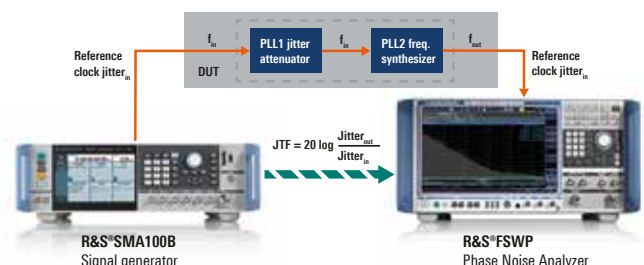 f_in
PLL1 jitter
attenuator
f_in
PLL2 freq.
synthesizer
f_out
DUT
Reference
clock jitter_in
Reference
clock jitter_in
JTF = 20 log Jitter_out
Jitter_in
R&S®SMA100B
Signal generator
R&S®FSWP
Phase Noise Analyzer